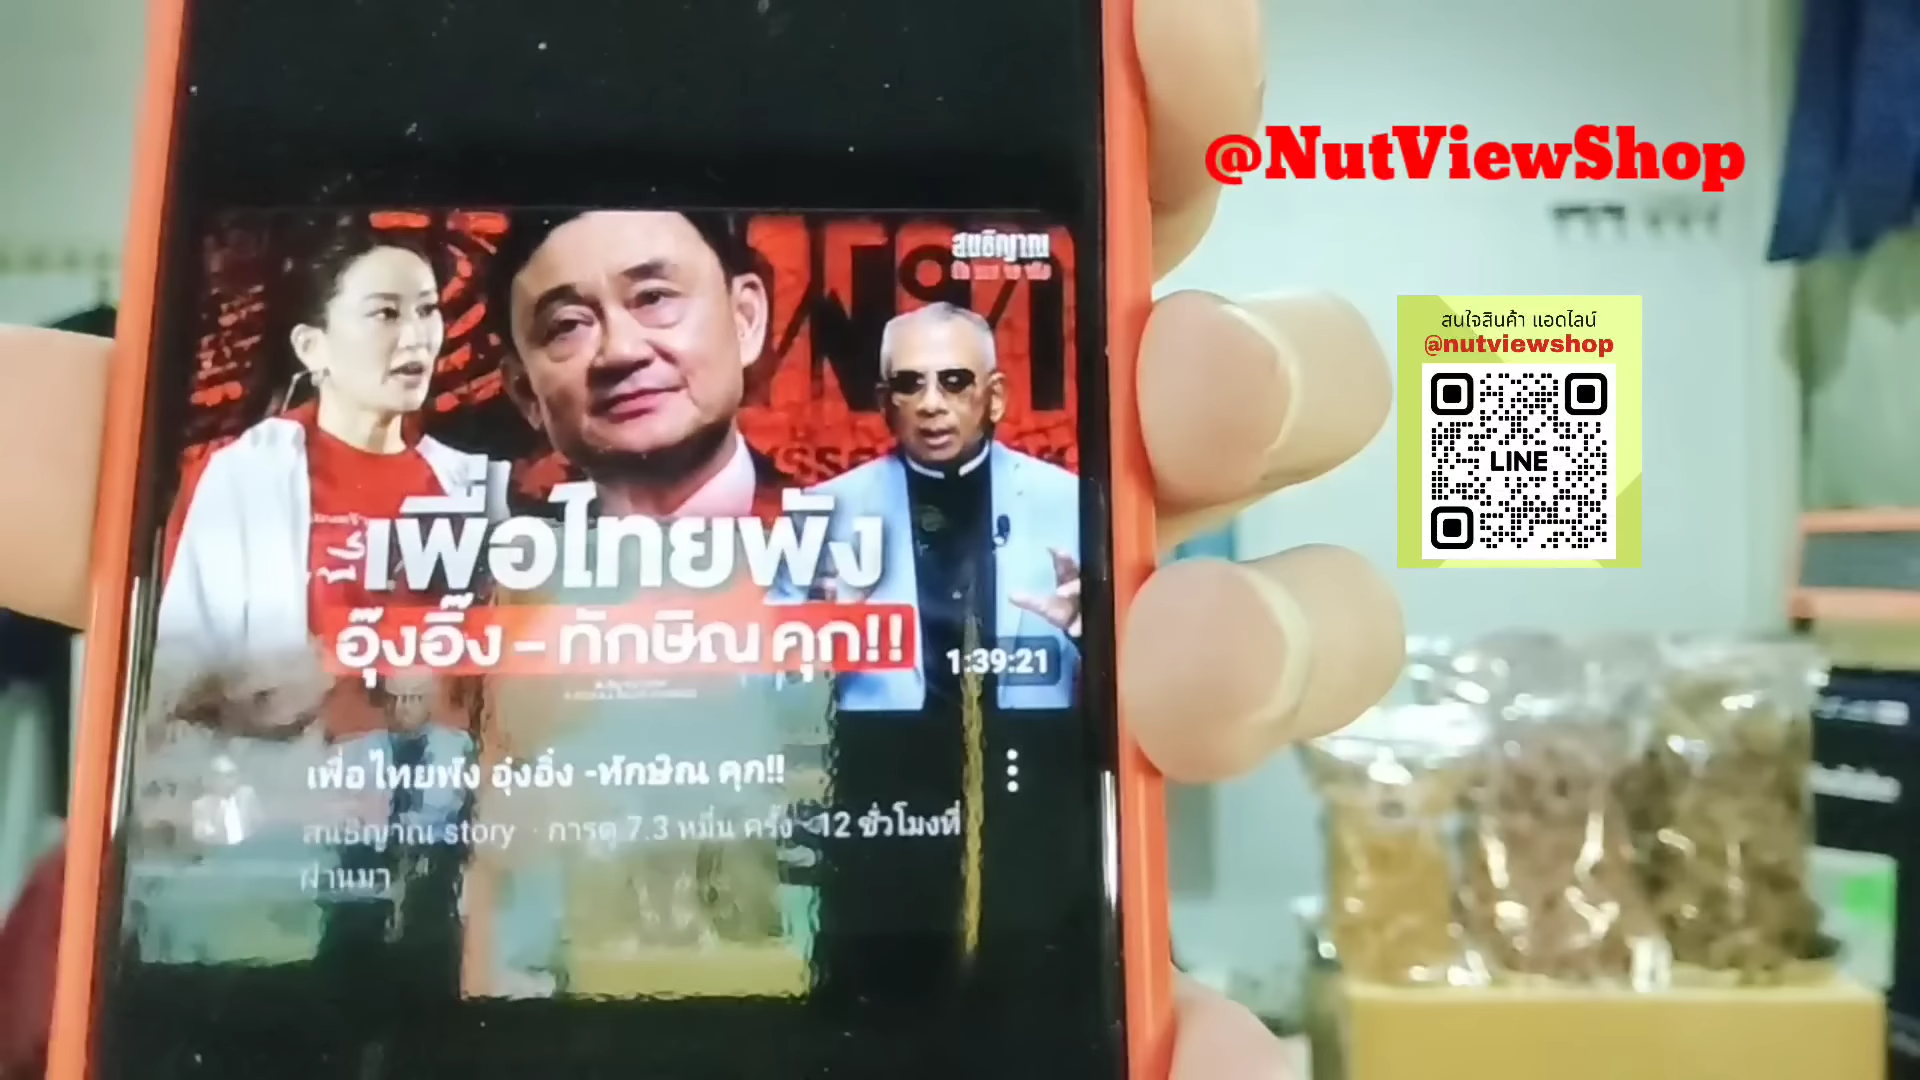 @NutViewShop
สนธิญาณ
สนใจสินค้า แอดไลน์
@nutviewshop
LINE
เพื่อไทยพัง
อุ๊งอิ๊ง – ทักษิณ คุก!!
1:39:21
เพื่อไทยพัง อุ๋งอิ๋ง -ทักษิณ คุก!!
สนธิญาณ story · การดู 7.3 หมื่น ครั้ง · 12 ชั่วโมงที่
ผ่านมา